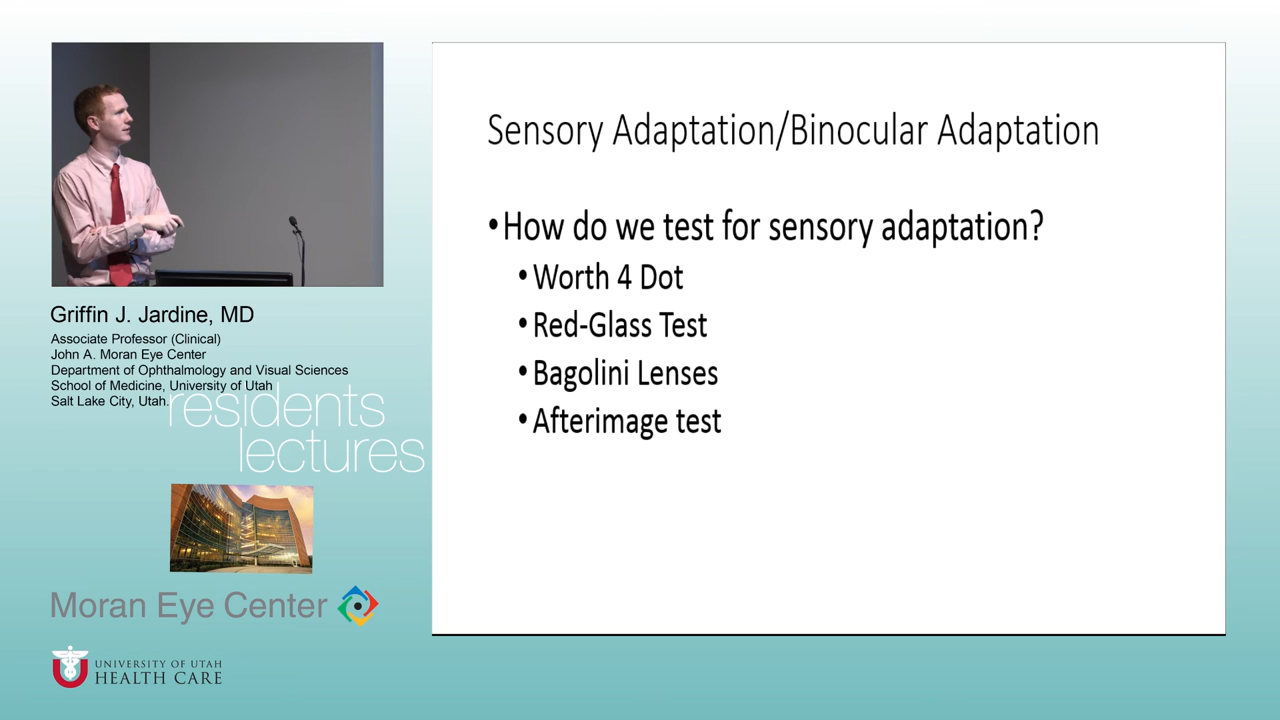 Sensory Adaptation/Binocular Adaptation
•How do we test for sensory adaptation?
•Worth 4 Dot
•Red-Glass Test
•Bagolini Lenses
•Afterimage test
Griffin J. Jardine, MD
Associate Professor (Clinical)
John A. Moran Eye Center
Department of Ophthalmology and Visual Sciences
School of Medicine, University of Utah
Salt Lake City, Utah.
residents
lectures
Moran Eye Center
UNIVERSITY OF UTAH
HEALTH CARE